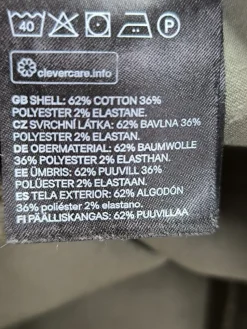 40 P
clevercare.info
GB SHELL: 62% COTTON 36%
POLYESTER 2% ELASTANE.
CZ SVRCHNÍ LÁTKA: 62% BAVLNA 36%
POLYESTER 2% ELASTAN.
DE OBERMATERIAL: 62% BAUMWOLLE
36% POLYESTER 2% ELASTHAN.
EE ÜMBRIS: 62% PUUVILL 36%
POLÜESTER 2% ELASTAAN.
ES TELA EXTERIOR: 62% ALGODÓN
36% poliéster 2% elastano.
FI PÄÄLLISKANGAS: 62% PUUVILLAA